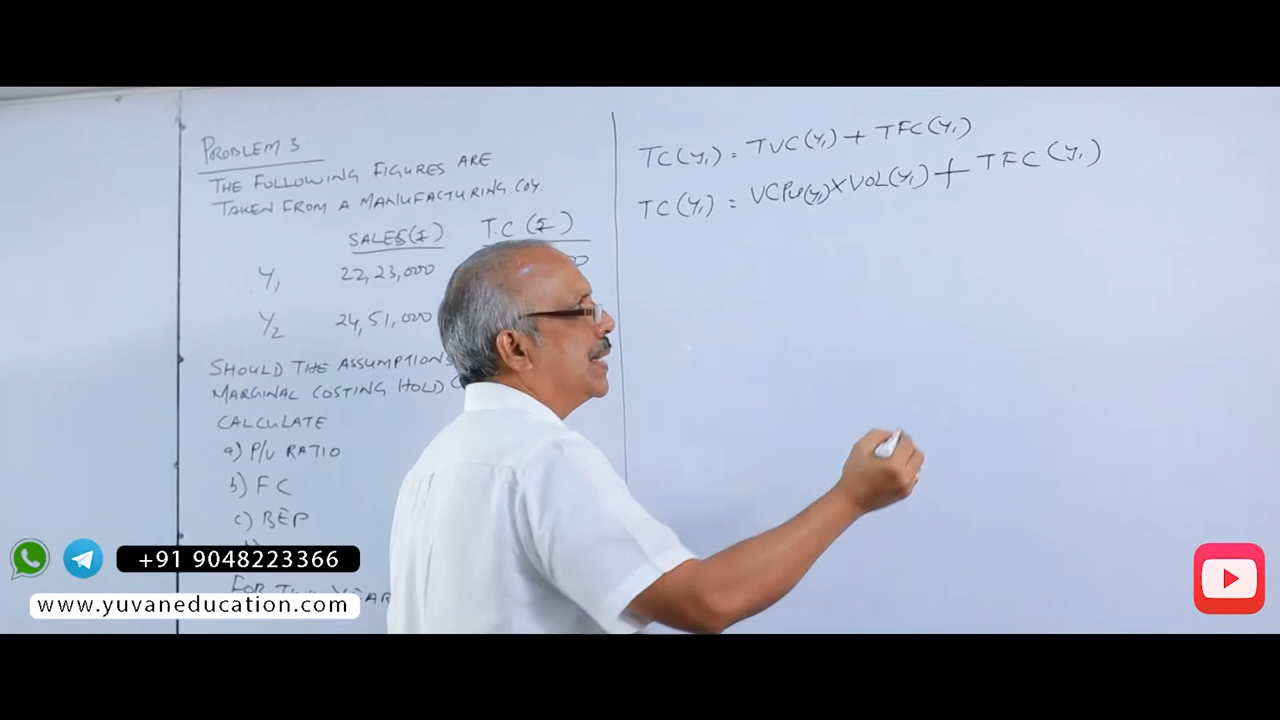 PROBLEM 3.
THE FOLLOWING FIGURES ARE
TAKEN FROM A MANUFACTURING COY.
SALES(₹) T.C (₹)
Y₁ 22,23,000
Y₂ 24,51,000
SHOULD THE ASSUMPTIONS
MARGINAL COSTING HOLD
CALCULATE
a) P/V RATIO
b) FC
c) BEP
FOR YEAR
TC(Y₁) = TVC(Y₁) + TFC(Y₁)
TC(Y₁) = VCPU(Y₁) X VOL(Y₁) + TFC(Y₁)
+91 9048223366
www.yuvaneducation.com